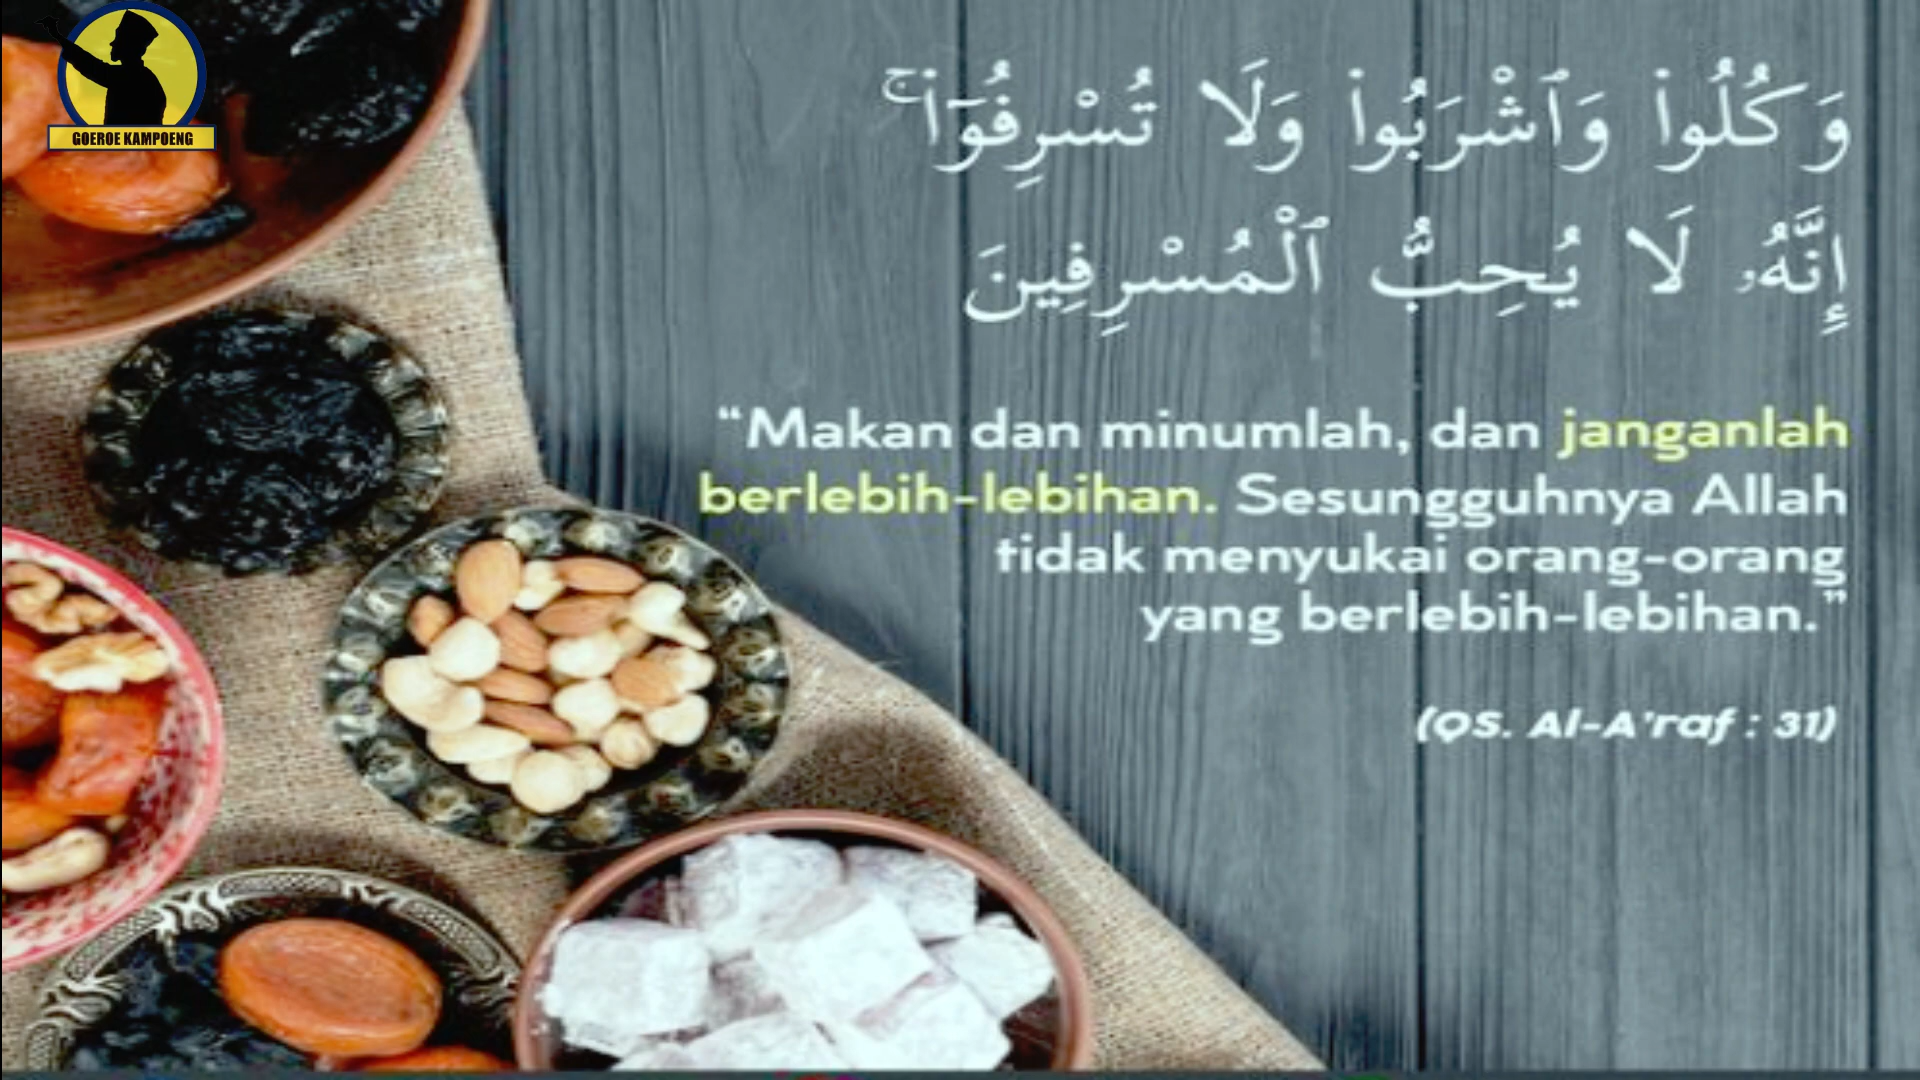 GOEROE KAMPOENG
وَكُلُوا۟ وَٱشْرَبُوا۟ وَلَا تُسْرِفُوٓا۟ ۚ
إِنَّهُۥ لَا يُحِبُّ ٱلْمُسْرِفِينَ
“Makan dan minumlah, dan janganlah
berlebih-lebihan. Sesungguhnya Allah
tidak menyukai orang-orang
yang berlebih-lebihan.”
(QS. Al-A'raf : 31)